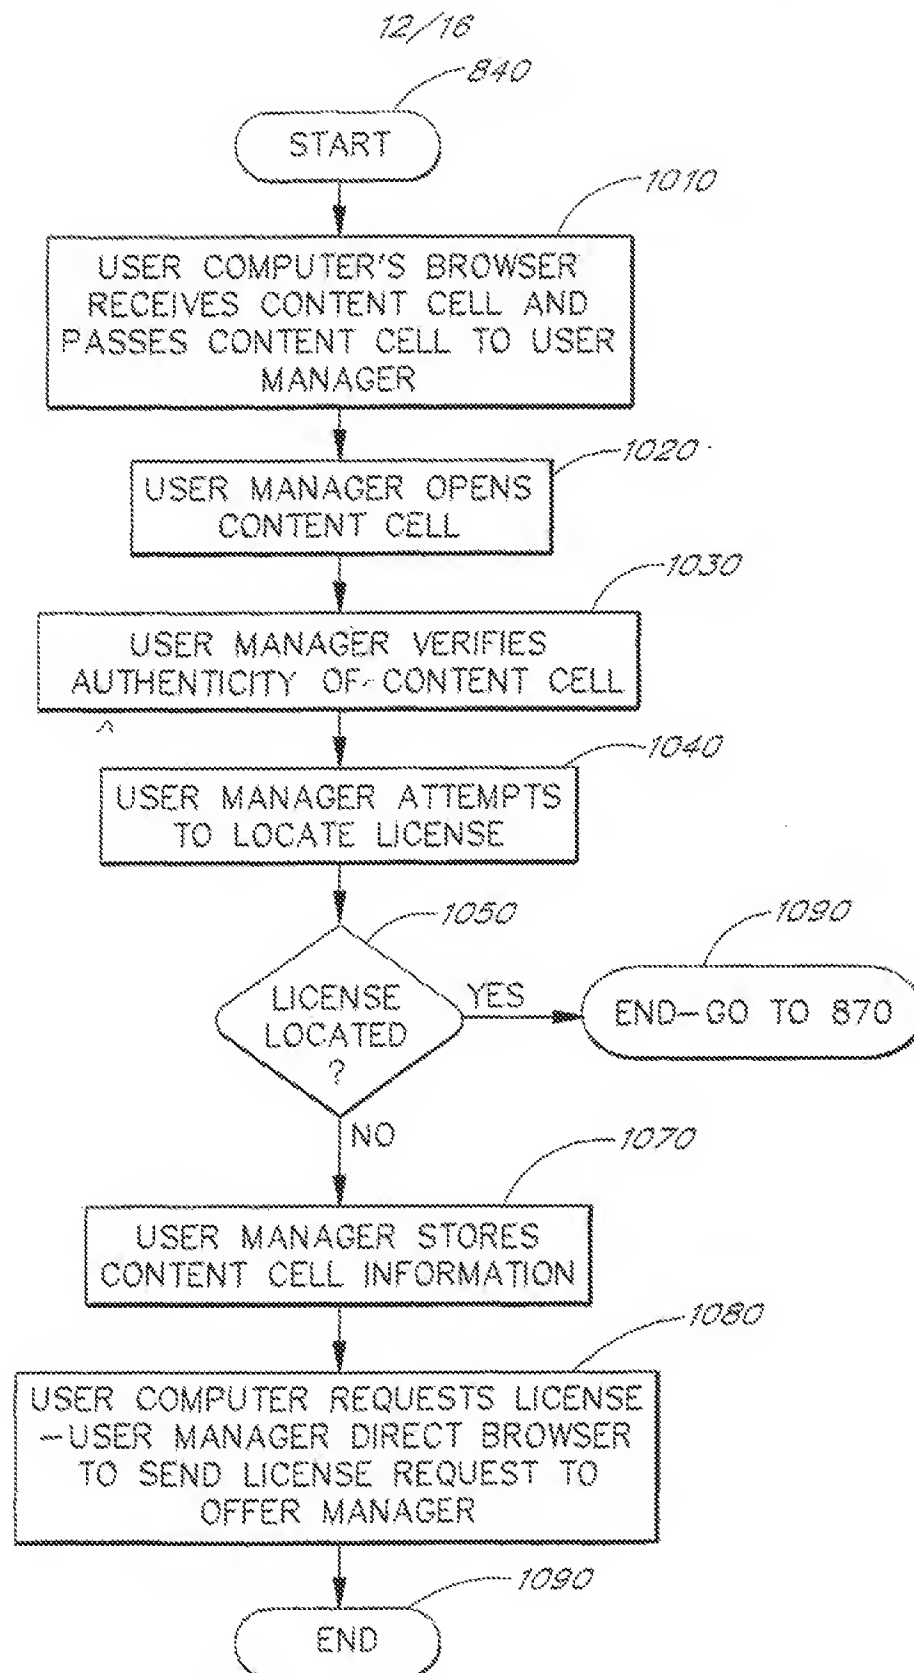 12/16
840
START
1010
USER COMPUTER'S BROWSER
RECEIVES CONTENT CELL AND
PASSES CONTENT CELL TO USER
MANAGER
1020
USER MANAGER OPENS
CONTENT CELL
1030
USER MANAGER VERIFIES
AUTHENTICITY OF CONTENT CELL
1040
USER MANAGER ATTEMPTS
TO LOCATE LICENSE
1050
LICENSE
LOCATED
?
YES
1090
END-GO TO 870
NO
1070
USER MANAGER STORES
CONTENT CELL INFORMATION
1080
USER COMPUTER REQUESTS LICENSE
-USER MANAGER DIRECT BROWSER
TO SEND LICENSE REQUEST TO
OFFER MANAGER
1090
END